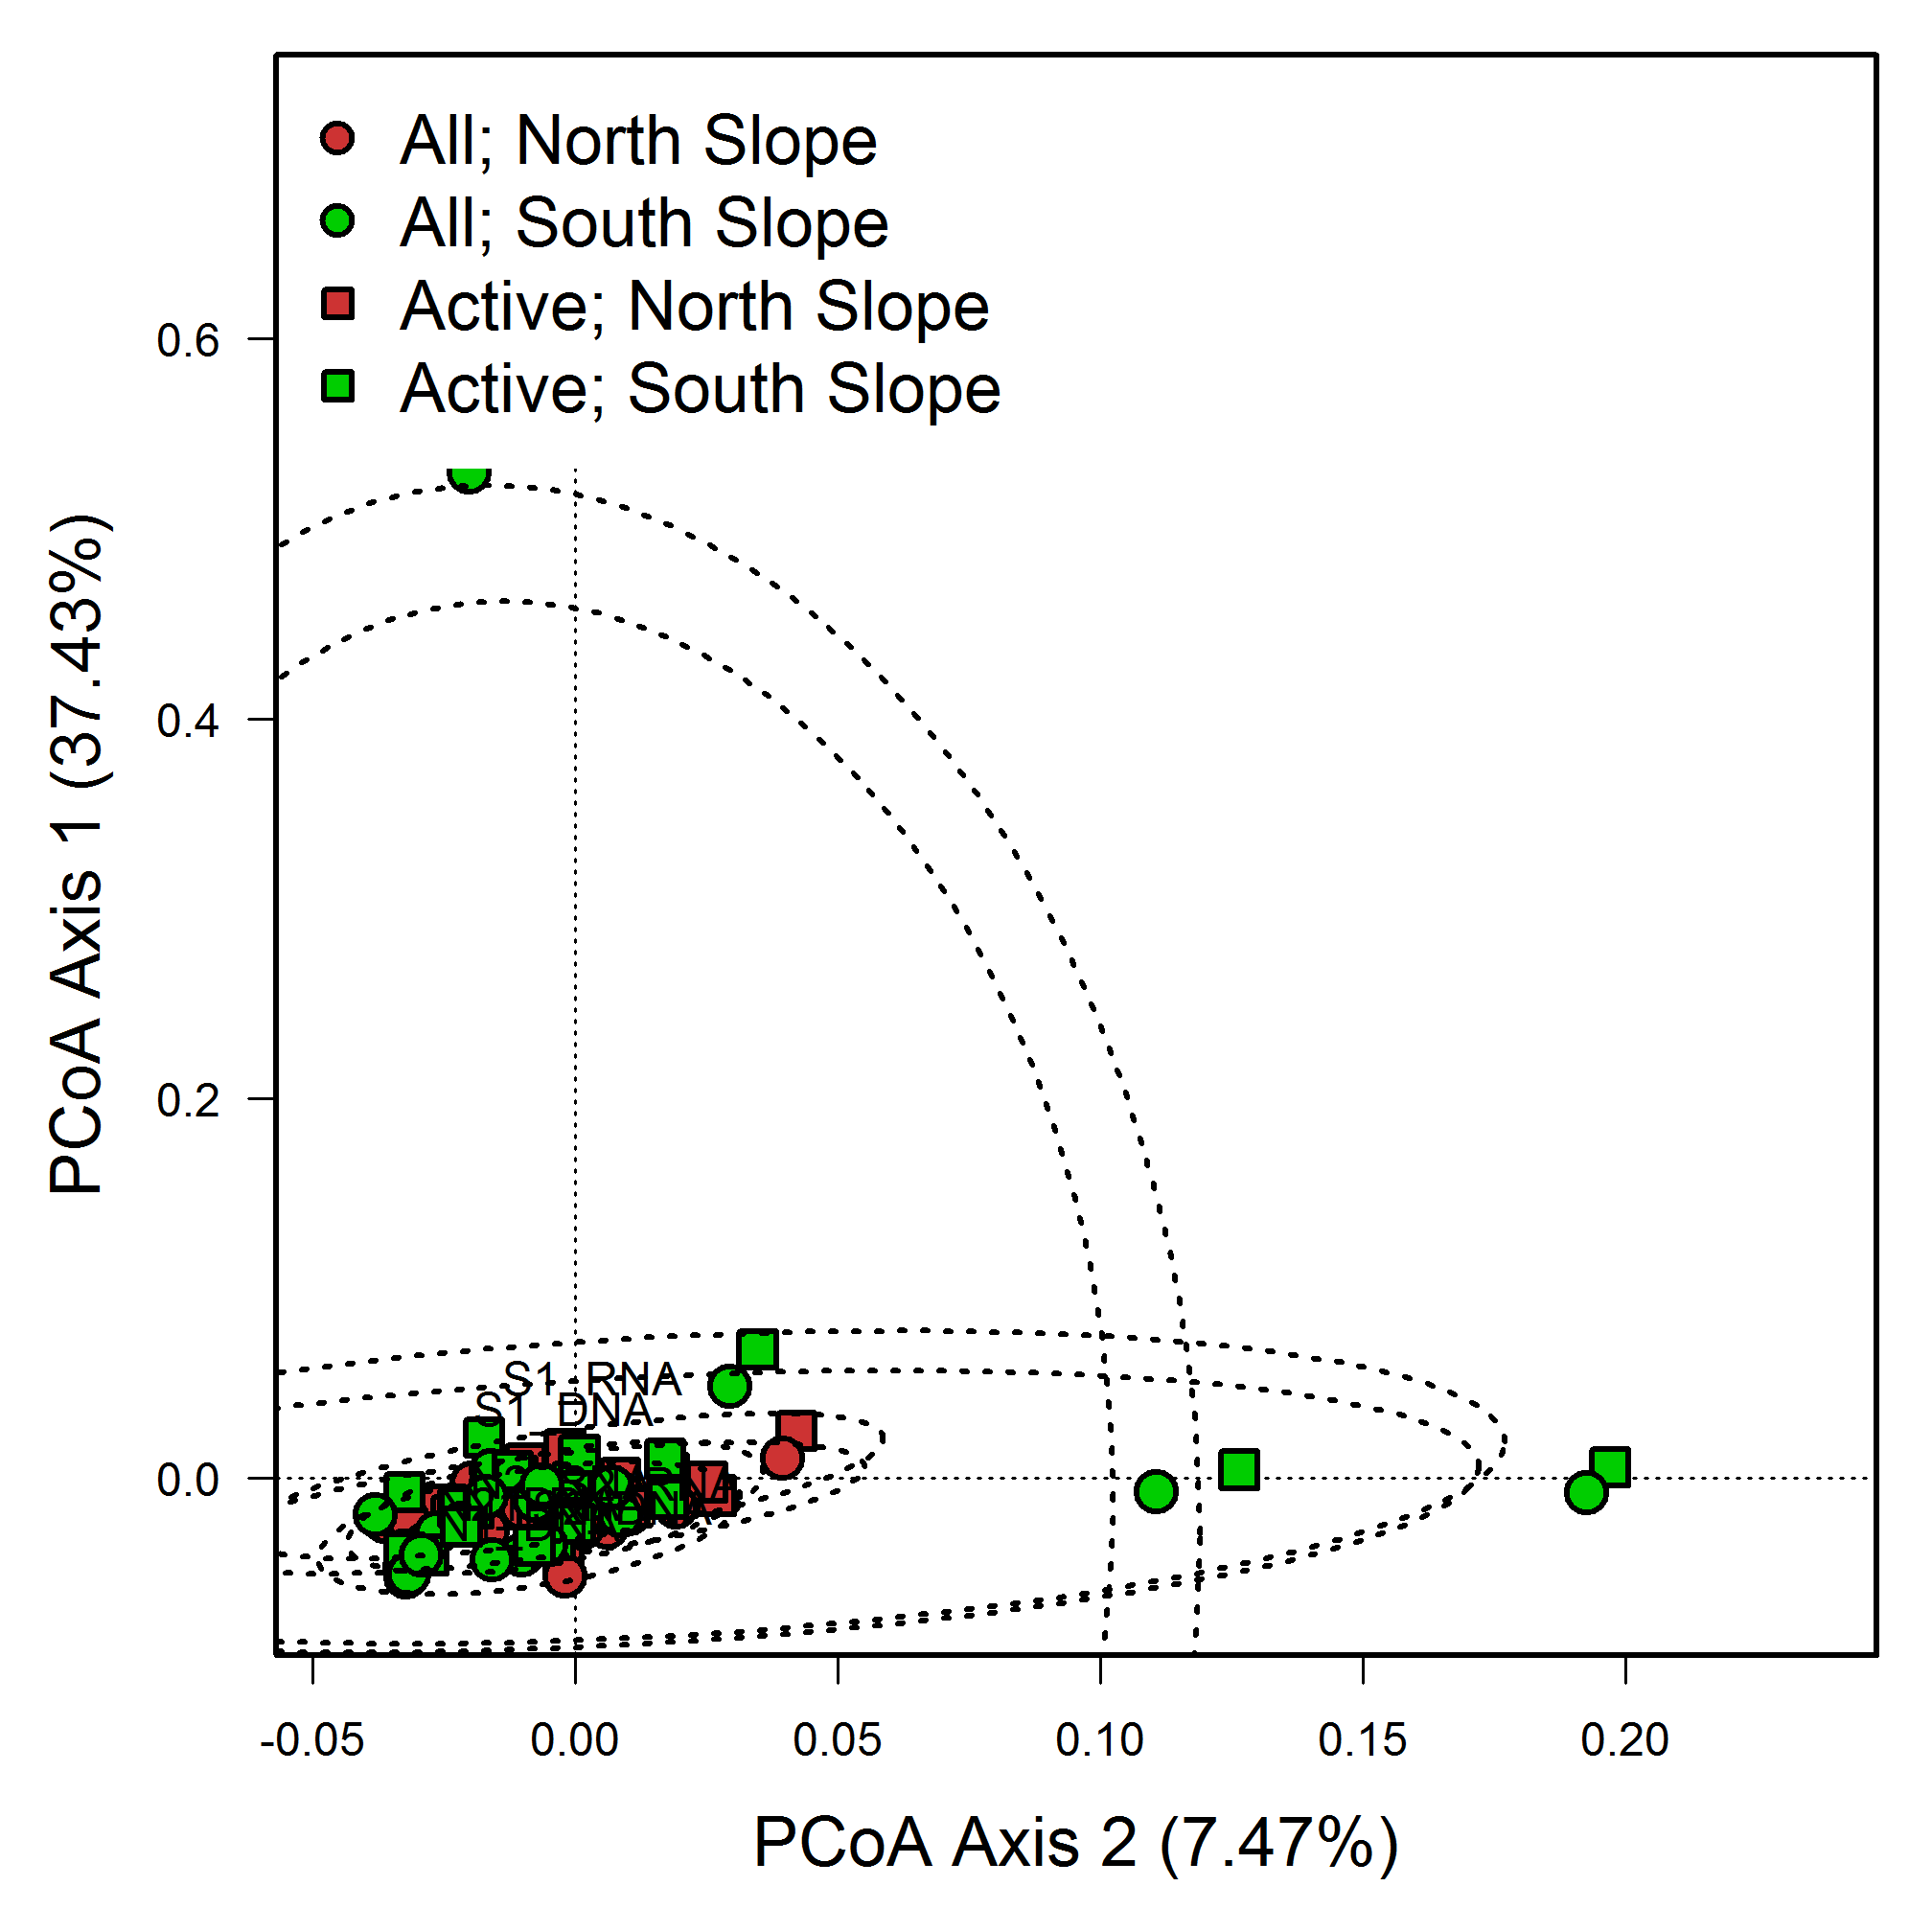 All; North Slope
All; South Slope
Active; North Slope
Active; South Slope
PCoA Axis 1 (37.43%)
0.6
0.4
0.2
0.0
S1_RNA
S1_DNA
-0.05 0.00 0.05 0.10 0.15 0.20
PCoA Axis 2 (7.47%)